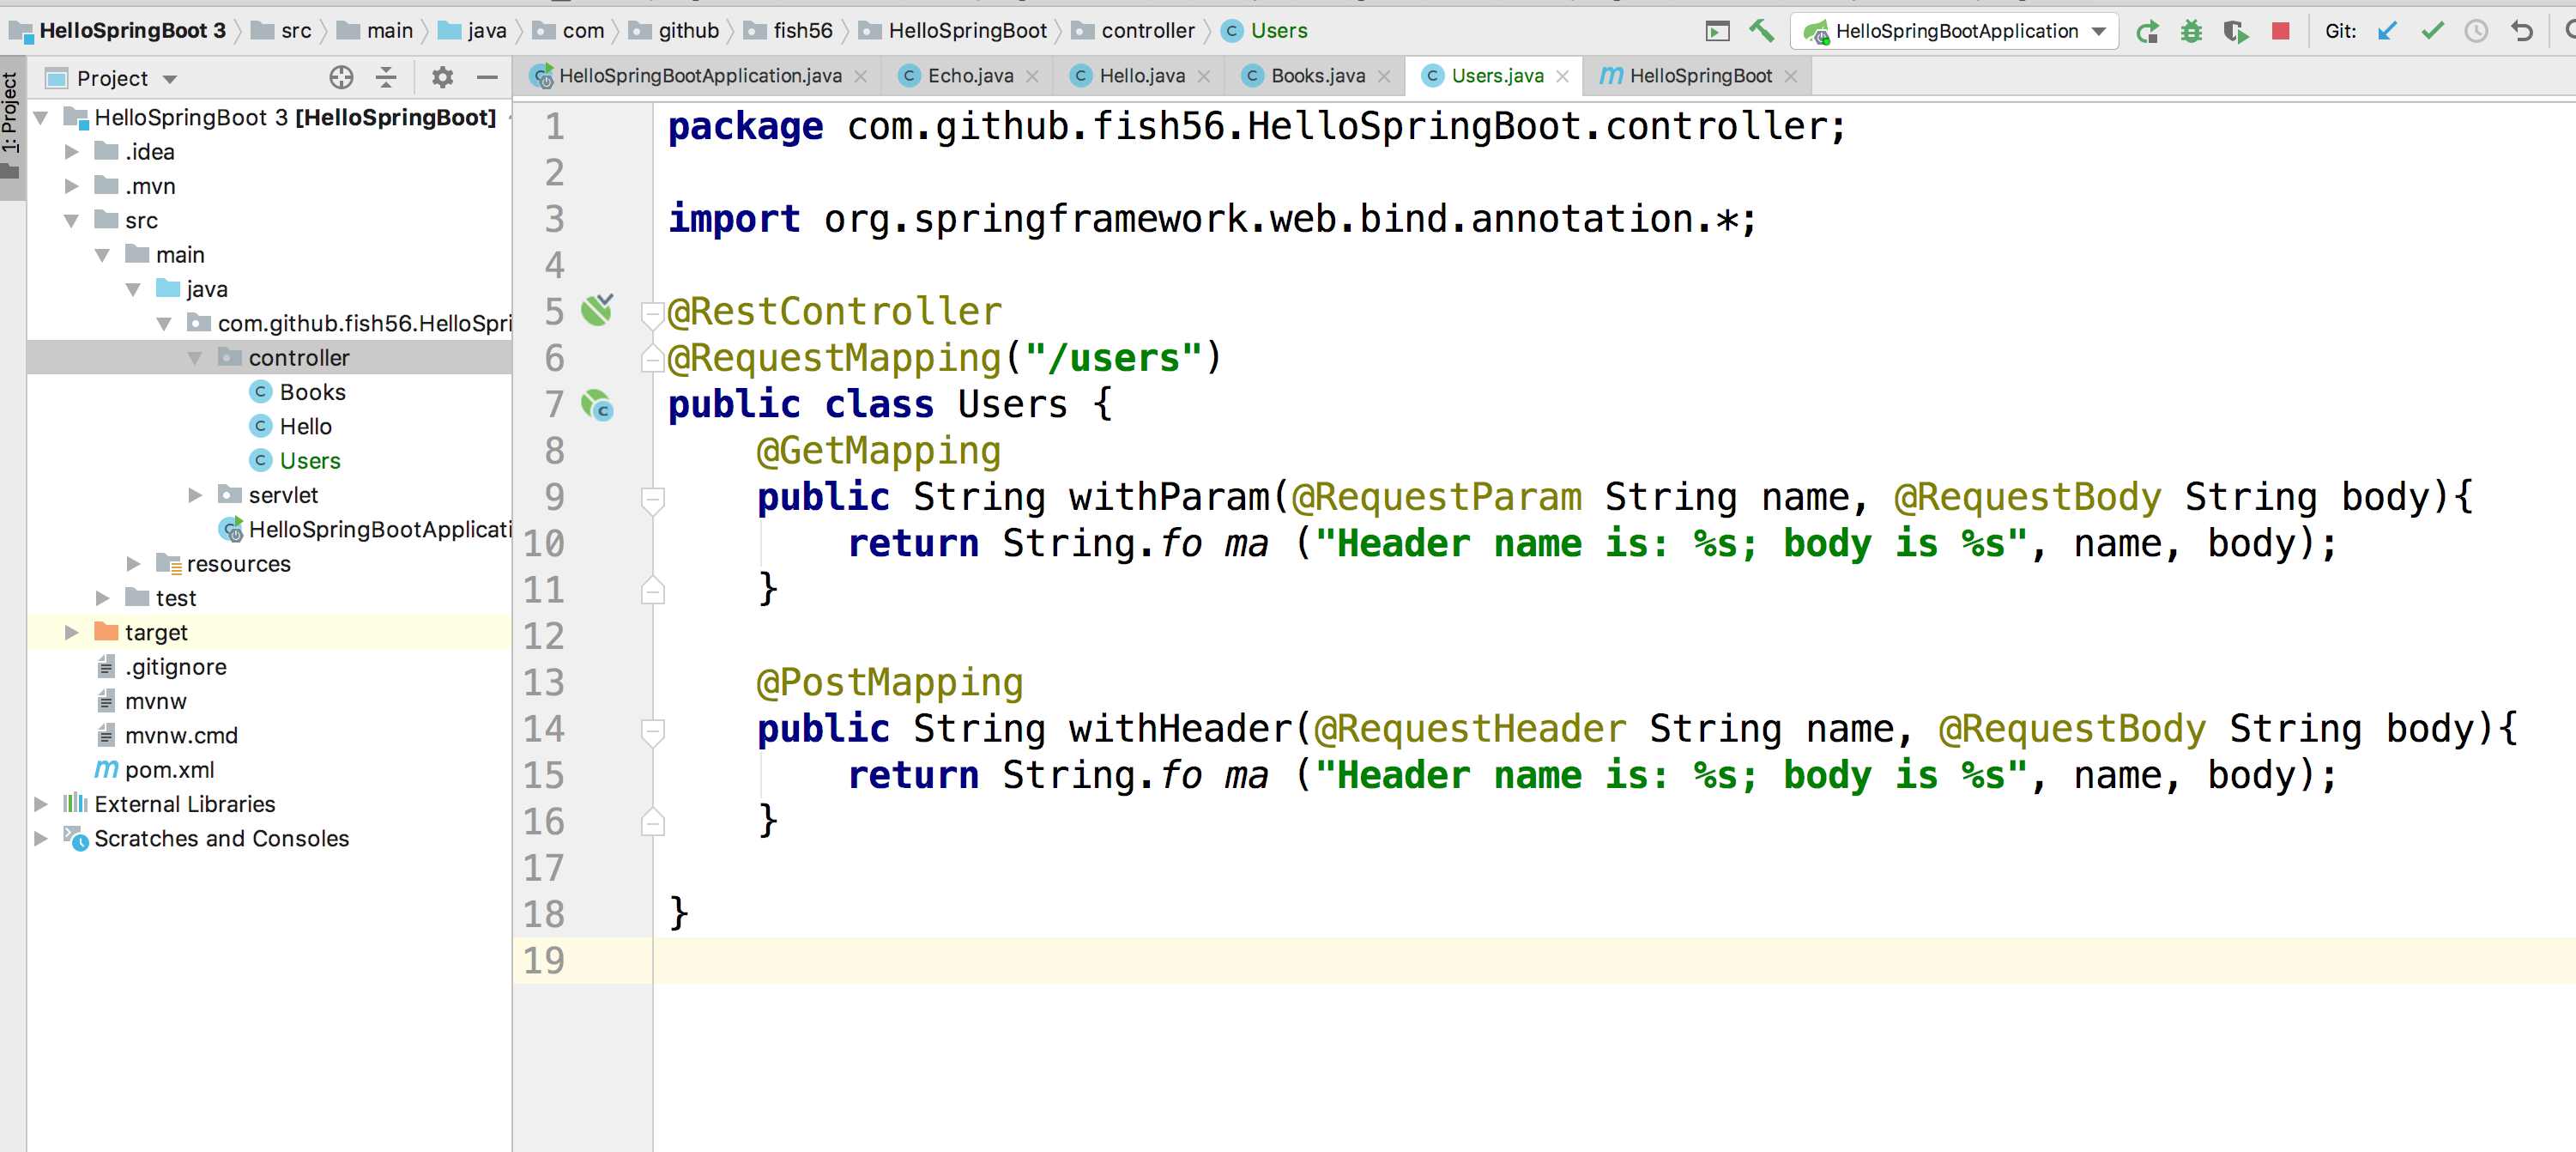 HelloSpringBoot 3 src main java com github fish56 HelloSpringBoot controller Users HelloSpringBootApplication Git:
1: Project
Project
HelloSpringBootApplication.java Echo.java Hello.java Books.java Users.java HelloSpringBoot
HelloSpringBoot 3 [HelloSpringBoot]
.idea
.mvn
src
main
java
com.github.fish56.HelloSpri
controller
Books
Hello
Users
servlet
HelloSpringBootApplicati
resources
test
target
.gitignore
mvnw
mvnw.cmd
pom.xml
External Libraries
Scratches and Consoles
1 package com.github.fish56.HelloSpringBoot.controller;
2
3 import org.springframework.web.bind.annotation.*;
4
5 @RestController
6 @RequestMapping("/users")
7 public class Users {
8 @GetMapping
9 public String withParam(@RequestParam String name, @RequestBody String body){
10 return String.fo ma ("Header name is: %s; body is %s", name, body);
11 }
12
13 @PostMapping
14 public String withHeader(@RequestHeader String name, @RequestBody String body){
15 return String.fo ma ("Header name is: %s; body is %s", name, body);
16 }
17
18 }
19